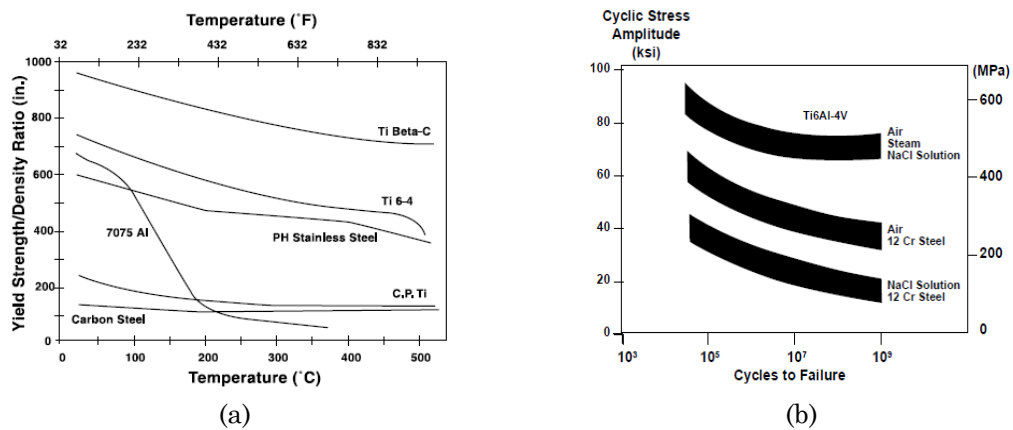 Temperature (˚F)
32 232 432 632 832
Yield Strength/Density Ratio (in.)
1000
800
600
400
200
0
Ti Beta-C
Ti 6-4
7075 Al
PH Stainless Steel
C.P. Ti
Carbon Steel
0 100 200 300 400 500
Temperature (˚C)
(a)
Cyclic Stress
Amplitude
(ksi)
(MPa)
100
80
60
40
20
0
600
400
200
0
Ti6Al-4V
Air
Steam
NaCl Solution
Air
12 Cr Steel
NaCl Solution
12 Cr Steel
10³ 10⁵ 10⁷ 10⁹
Cycles to Failure
(b)